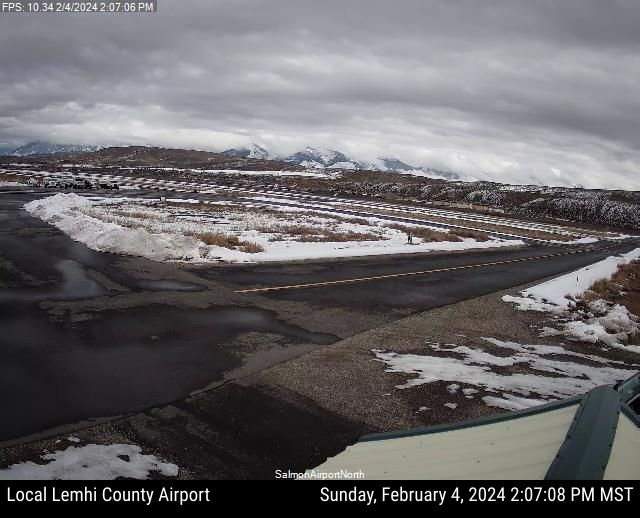 FPS: 10.34 2/4/2024 2:07:06 PM
SalmonAirportNorth
Local Lemhi County Airport Sunday, February 4, 2024 2:07:08 PM MST